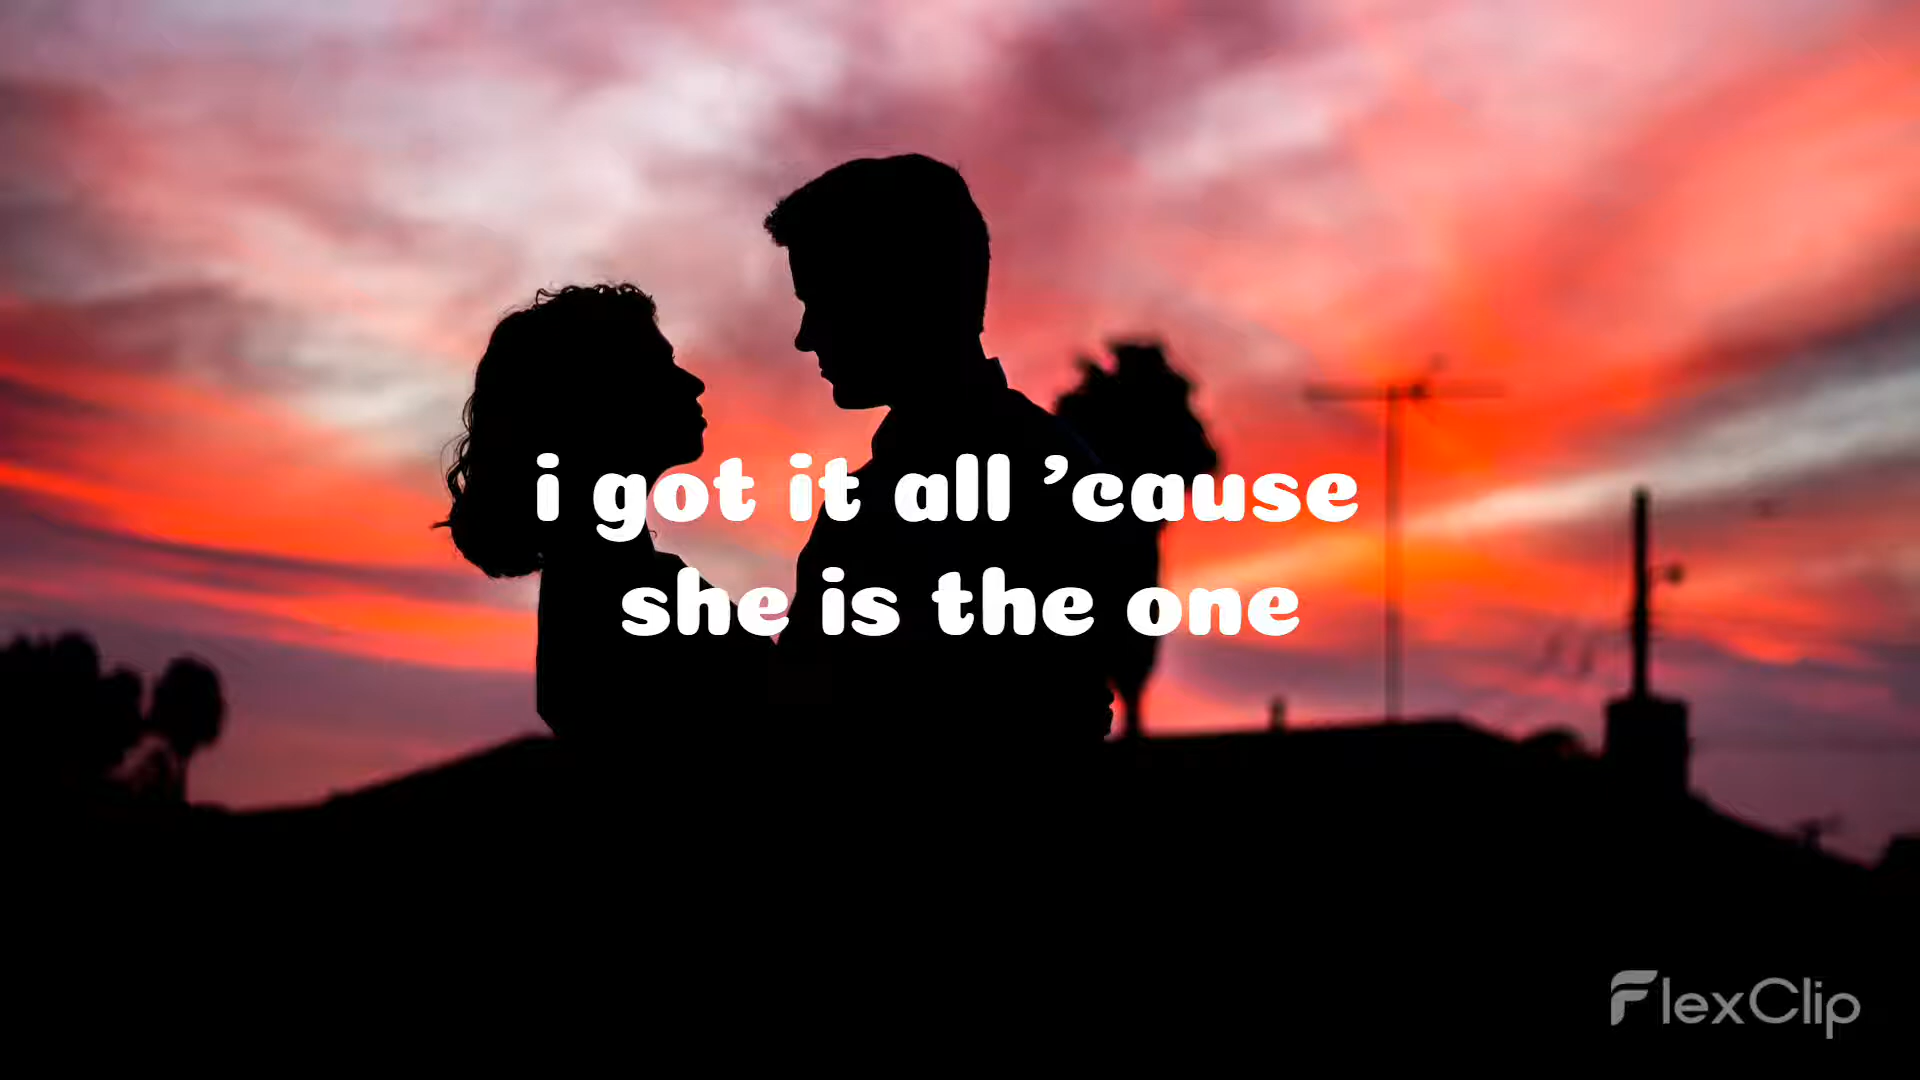 i got it all ’cause
she is the one
FlexClip